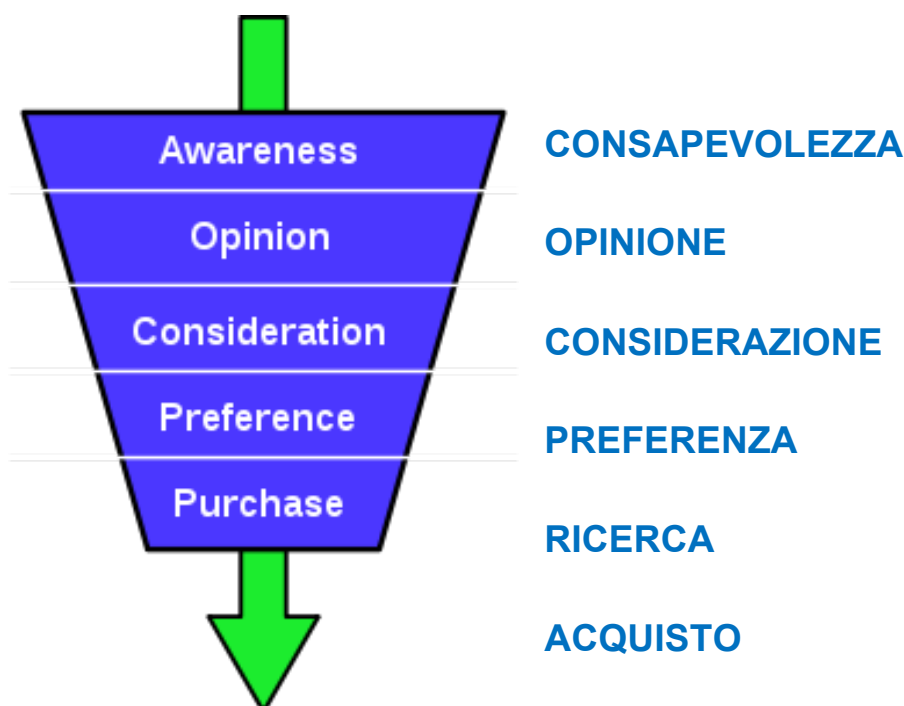 Awareness
CONSAPEVOLEZZA
Opinion
OPINIONE
Consideration
CONSIDERAZIONE
Preference
PREFERENZA
Purchase
RICERCA
ACQUISTO